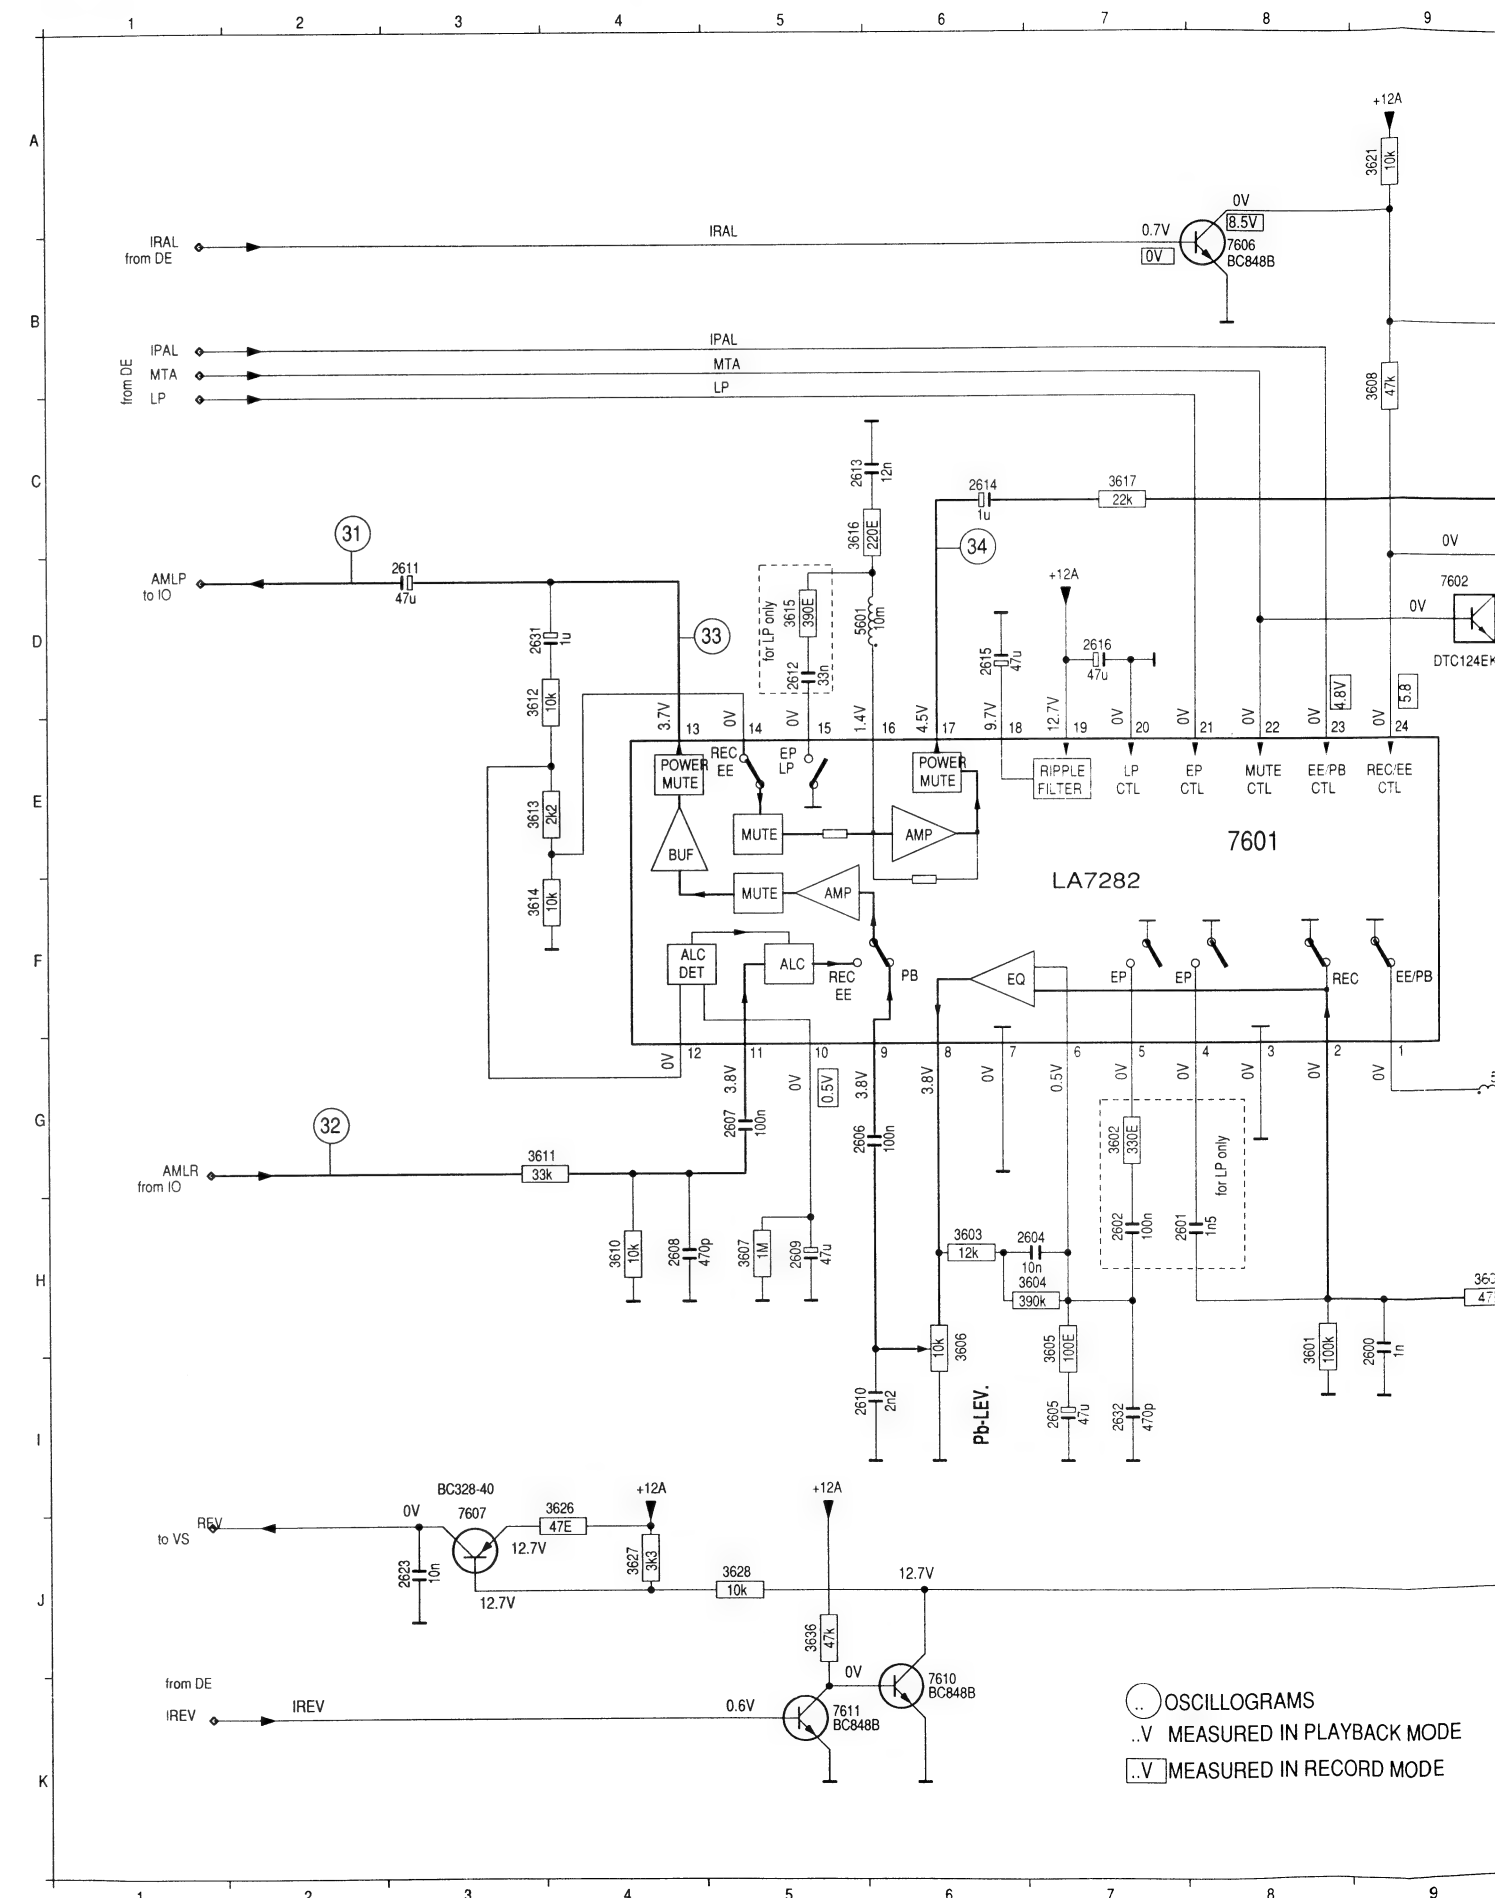 1 2 3 4 5 6 7 8 9
A
B
C
D
E
F
G
H
I
J
K
+12A
3621
10k
0V
8.5V
0.7V
0V
7606
BC848B
IRAL
from DE
IRAL
IPAL
MTA
LP
from DE
IPAL
MTA
LP
3608
47k
2613
12n
3616
220E
2614
1u
3617
22k
34
31
AMLP
to IO
2611
47u
2631
1u
33
for LP only
3615
390E
2612
33n
5601
10m
+12A
2615
47u
2616
47u
0V
0V
7602
DTC124EK
3612
10k
3613
2k2
3614
10k
3.7V
13
0V
14
0V
15
1.4V
16
4.5V
17
9.7V
18
12.7V
19
0V
20
0V
21
0V
22
0V
4.8V
23
0V
5.8
24
POWER
MUTE
REC
EE
EP
LP
POWER
MUTE
RIPPLE
FILTER
LP
CTL
EP
CTL
MUTE
CTL
EE/PB
CTL
REC/EE
CTL
MUTE
AMP
BUF
7601
LA7282
MUTE
AMP
ALC
DET
ALC
REC
EE
PB
EQ
EP
EP
REC
EE/PB
12
0V
11
3.8V
10
0V
0.5V
9
3.8V
8
3.8V
7
0V
6
0.5V
5
0V
4
0V
3
0V
2
0V
1
0V
32
AMLR
from IO
3611
33k
2607
100n
2606
100n
3602
330E
for LP only
2602
100n
2601
1n5
3610
10k
2608
470p
3607
1M
2609
47u
3603
12k
2604
10n
3604
390k
3606
10k
3605
100E
3601
100k
2600
1n
47
2610
2n2
Pb-LEV.
2605
47u
2632
470p
BC328-40
7607
0V
REV
to VS
3626
47E
12.7V
+12A
3627
3k3
2623
10n
12.7V
3628
10k
+12A
12.7V
3636
47k
0V
7610
BC848B
from DE
IREV
IREV
0.6V
7611
BC848B
.. OSCILLOGRAMS
..V MEASURED IN PLAYBACK MODE
..V MEASURED IN RECORD MODE
1 2 3 4 5 6 7 8 9